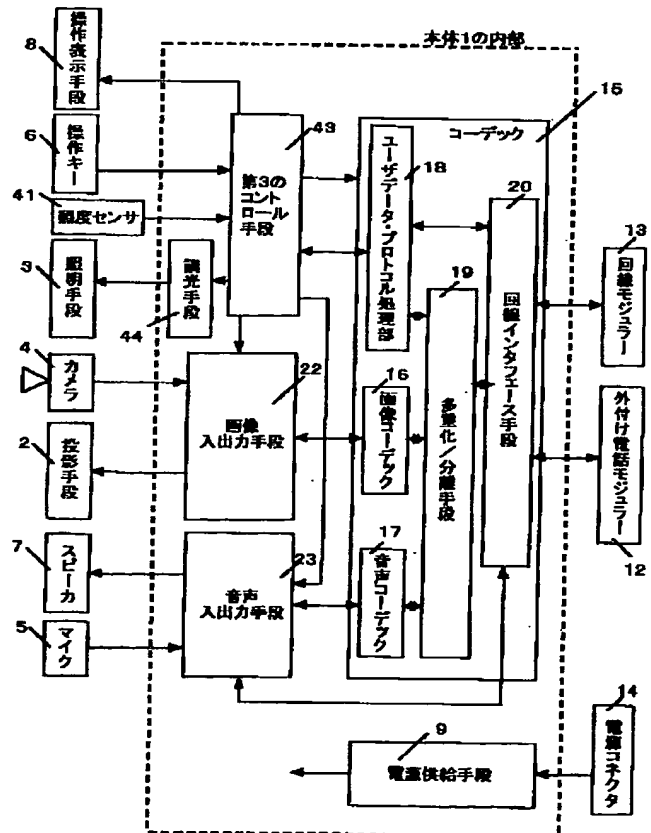 本体1の内部
8
操作表示手段
6
操作キー
41
照度センサ
3
照明手段
調光手段
44
4
カメラ
2
投影手段
7
スピーカ
5
マイク
43
第3の
コント
ロール
手段
22
画像
入出力手段
23
音声
入出力手段
15
コーデック
18
ユーザデータ・プロトコル処理部
16
画像コーデック
17
音声コーデック
19
多重化/分離手段
20
回線インタフェース手段
13
回線モジュラー
外付け電話モジュラー
12
9
電源供給手段
14
電源コネクタ